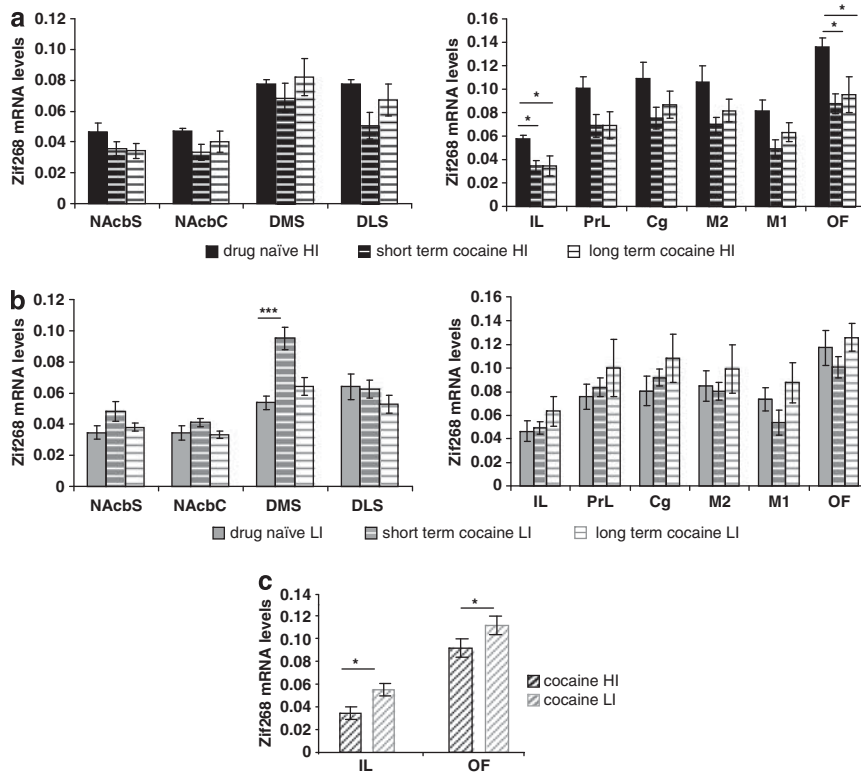 a
Zif268 mRNA levels
0.12
0.10
0.08
0.06
0.04
0.02
0
NAcbS NAcbC DMS DLS
Zif268 mRNA levels
0.16
0.14
0.12
0.10
0.08
0.06
0.04
0.02
0
* *
* *
IL PrL Cg M2 M1 OF
drug naïve HI short term cocaine HI long term cocaine HI
b
Zif268 mRNA levels
0.12
0.10
0.08
0.06
0.04
0.02
0
***
NAcbS NAcbC DMS DLS
Zif268 mRNA levels
0.16
0.14
0.12
0.10
0.08
0.06
0.04
0.02
0
IL PrL Cg M2 M1 OF
drug naïve LI short term cocaine LI long term cocaine LI
c
Zif268 mRNA levels
0.14
0.12
0.10
0.08
0.06
0.04
0.02
0
* *
IL OF
cocaine HI
cocaine LI